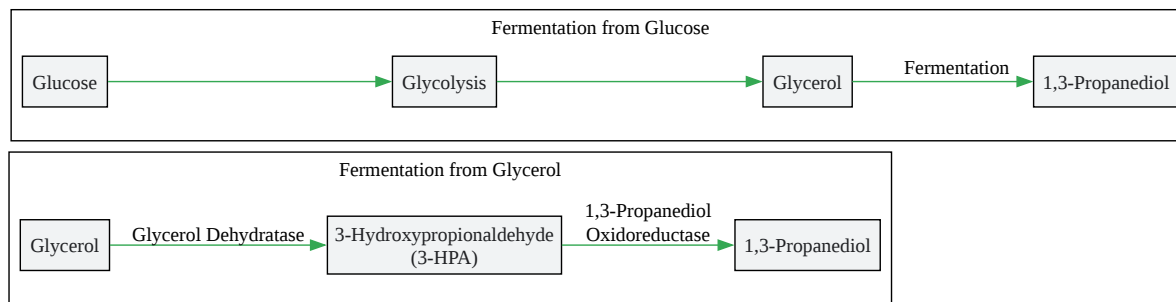 Fermentation from Glucose
Glucose
Glycolysis
Glycerol
Fermentation
1,3-Propanediol
Fermentation from Glycerol
Glycerol
Glycerol Dehydratase
3-Hydroxypropionaldehyde
(3-HPA)
1,3-Propanediol
Oxidoreductase
1,3-Propanediol